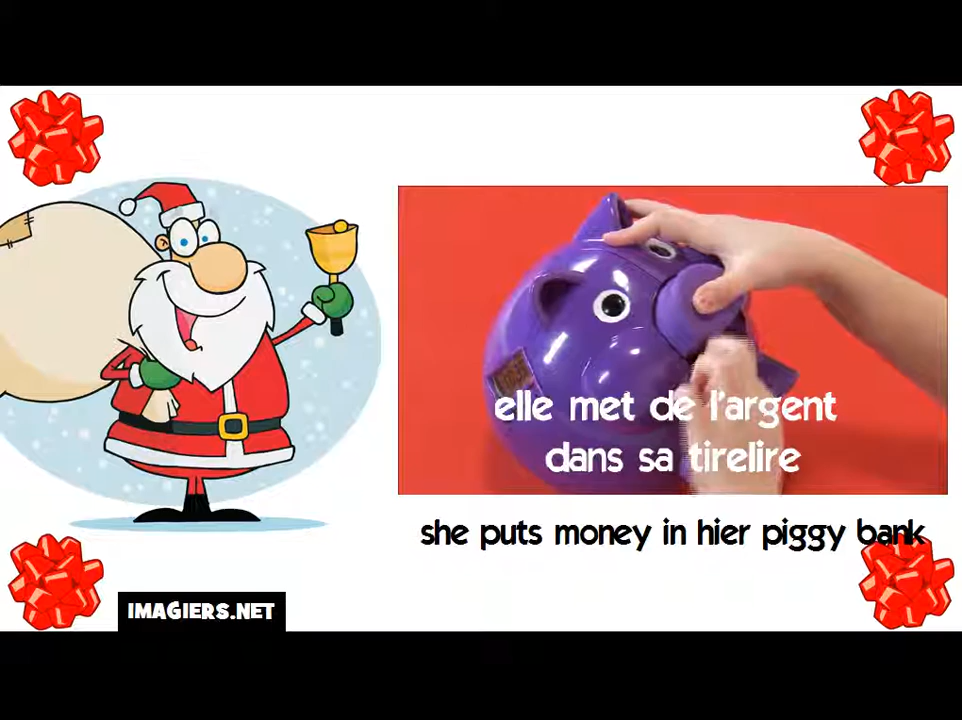 elle met de l'argent
dans sa tirelire
she puts money in hier piggy bank
IMAGIERS.NET